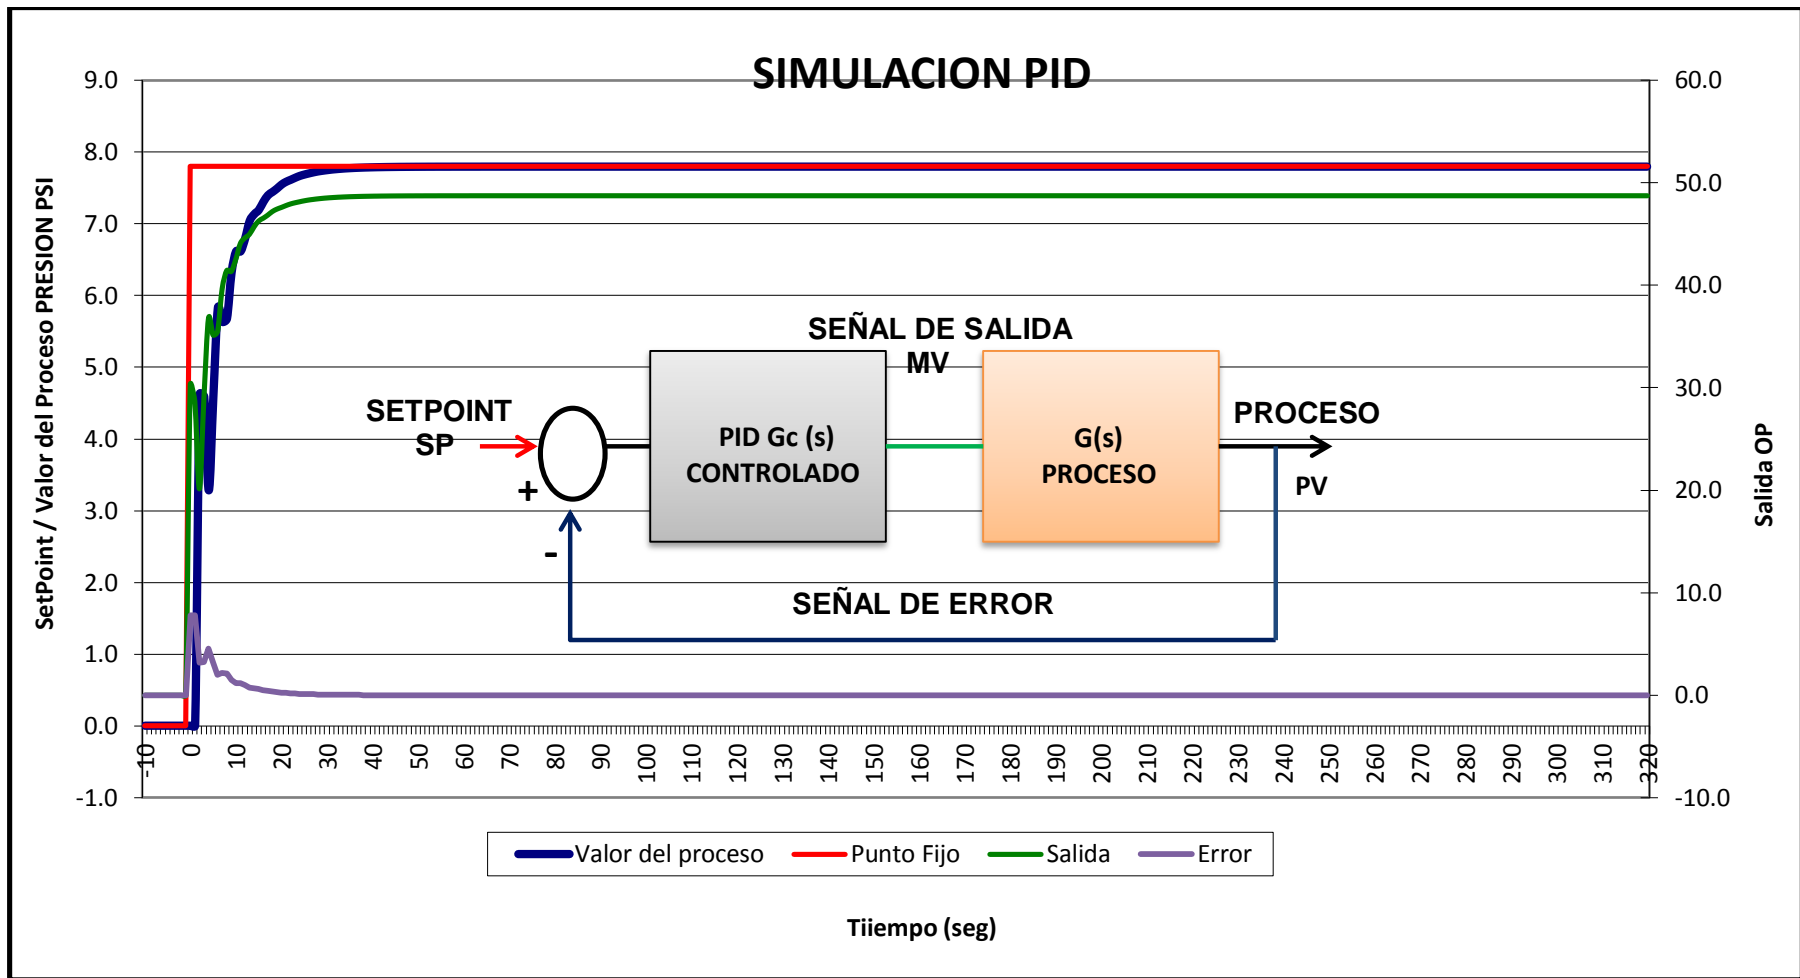 SIMULACION PID
SetPoint / Valor del Proceso PRESION PSI
9.0
8.0
7.0
6.0
5.0
4.0
3.0
2.0
1.0
0.0
-1.0
60.0
50.0
40.0
30.0
20.0
10.0
0.0
-10.0
Salida OP
SEÑAL DE SALIDA
MV
SETPOINT
SP
+
-
PID Gc (s)
CONTROLADO
G(s)
PROCESO
PROCESO
PV
SEÑAL DE ERROR
-10 0 10 20 30 40 50 60 70 80 90 100 110 120 130 140 150 160 170 180 190 200 210 220 230 240 250 260 270 280 290 300 310 320
Valor del proceso Punto Fijo Salida Error
Tiiempo (seg)